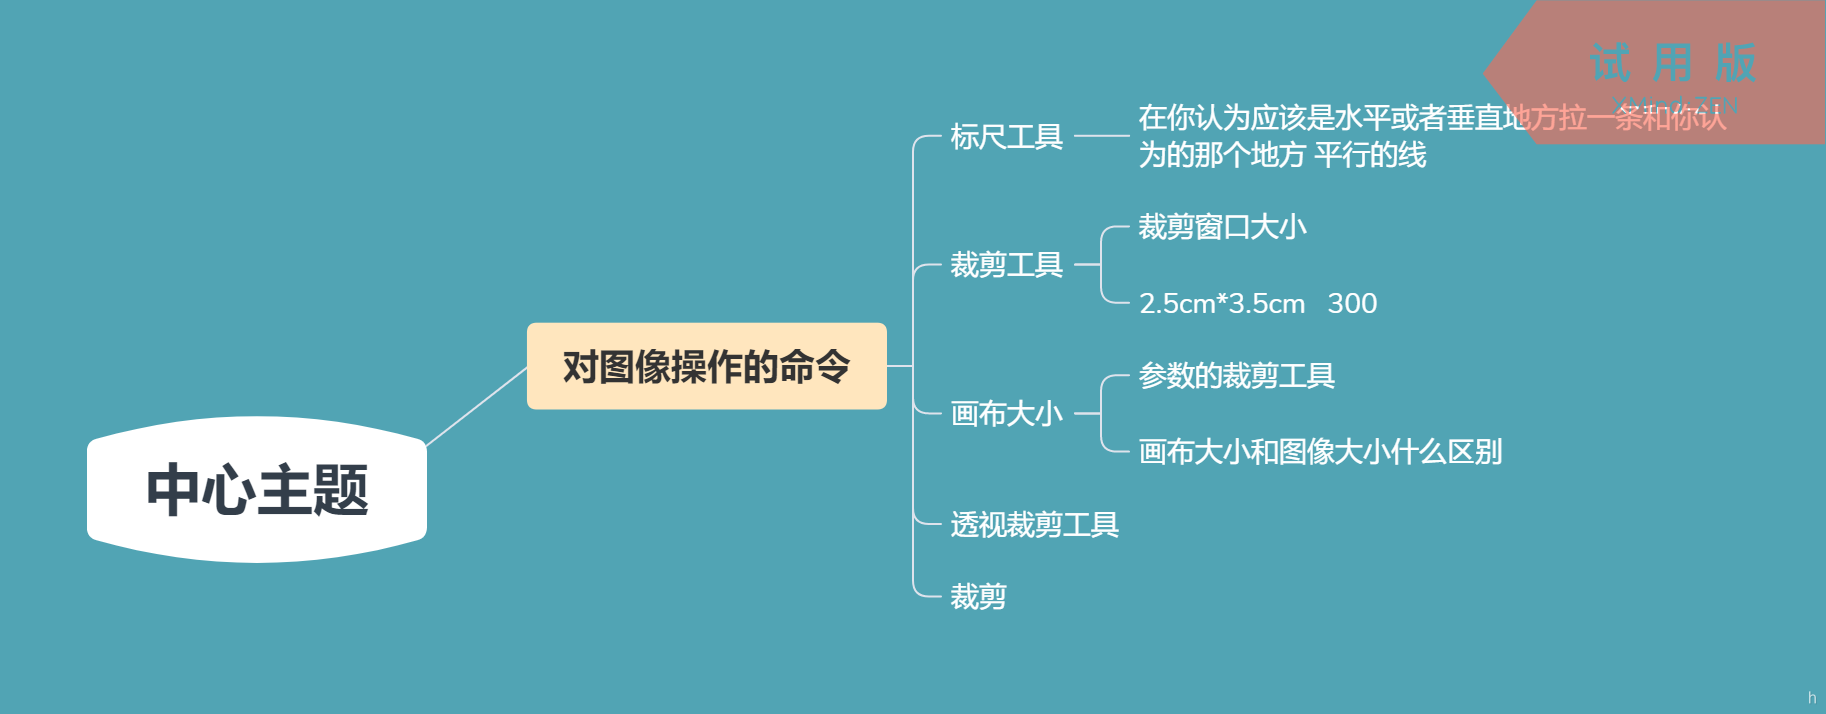 试用版
XMind: ZEN
标尺工具
在你认为应该是水平或者垂直地方拉一条和你认
为的那个地方 平行的线
裁剪工具
裁剪窗口大小
2.5cm*3.5cm 300
对图像操作的命令
画布大小
参数的裁剪工具
画布大小和图像大小什么区别
中心主题
透视裁剪工具
裁剪
h